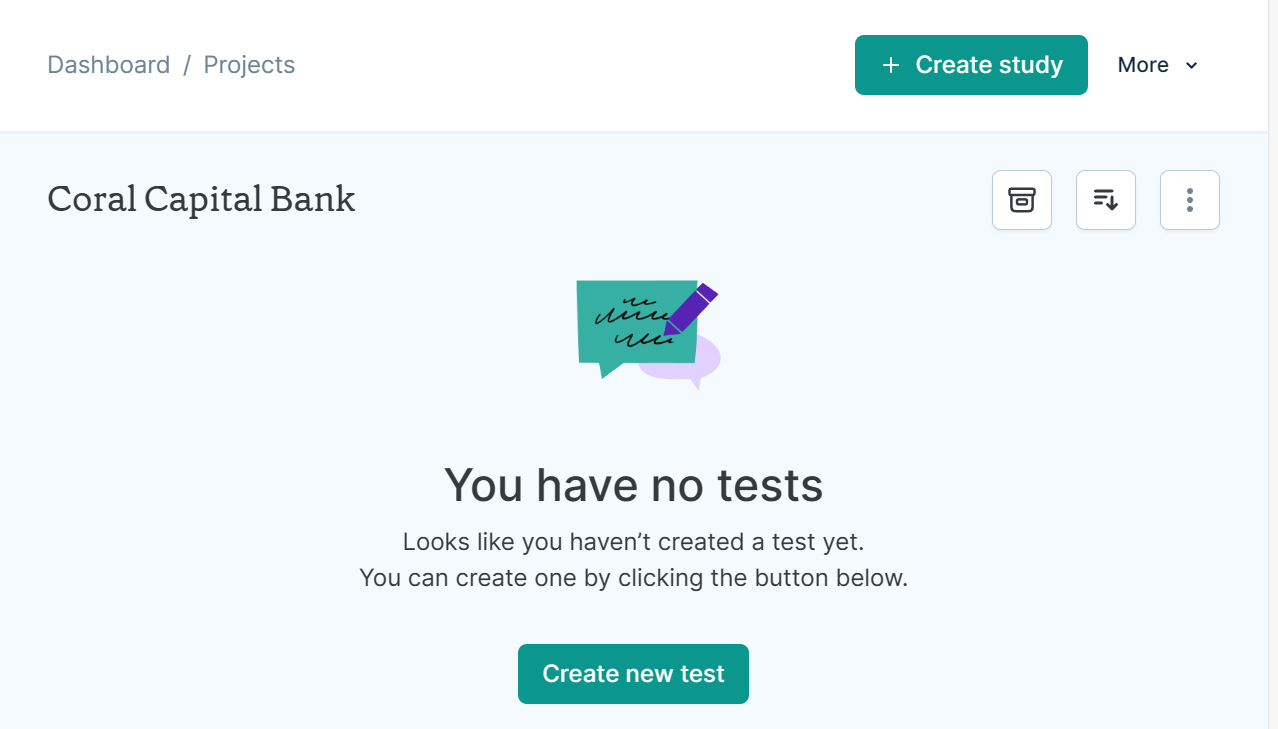 Dashboard / Projects
+ Create study
More
Coral Capital Bank
You have no tests
Looks like you haven’t created a test yet.
You can create one by clicking the button below.
Create new test